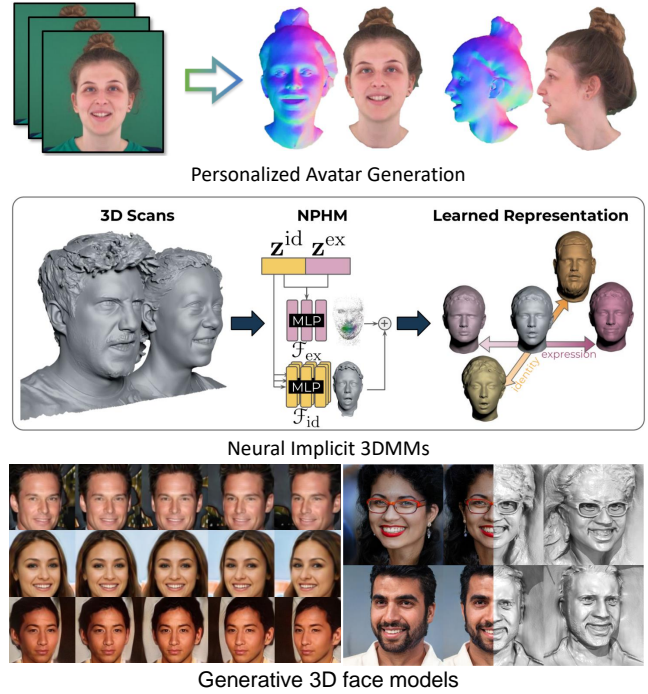 Personalized Avatar Generation
3D Scans NPHM Learned Representation
z^id z^ex
MLP
F_ex
expression
identity
MLP
F_id
Neural Implicit 3DMMs
Generative 3D face models